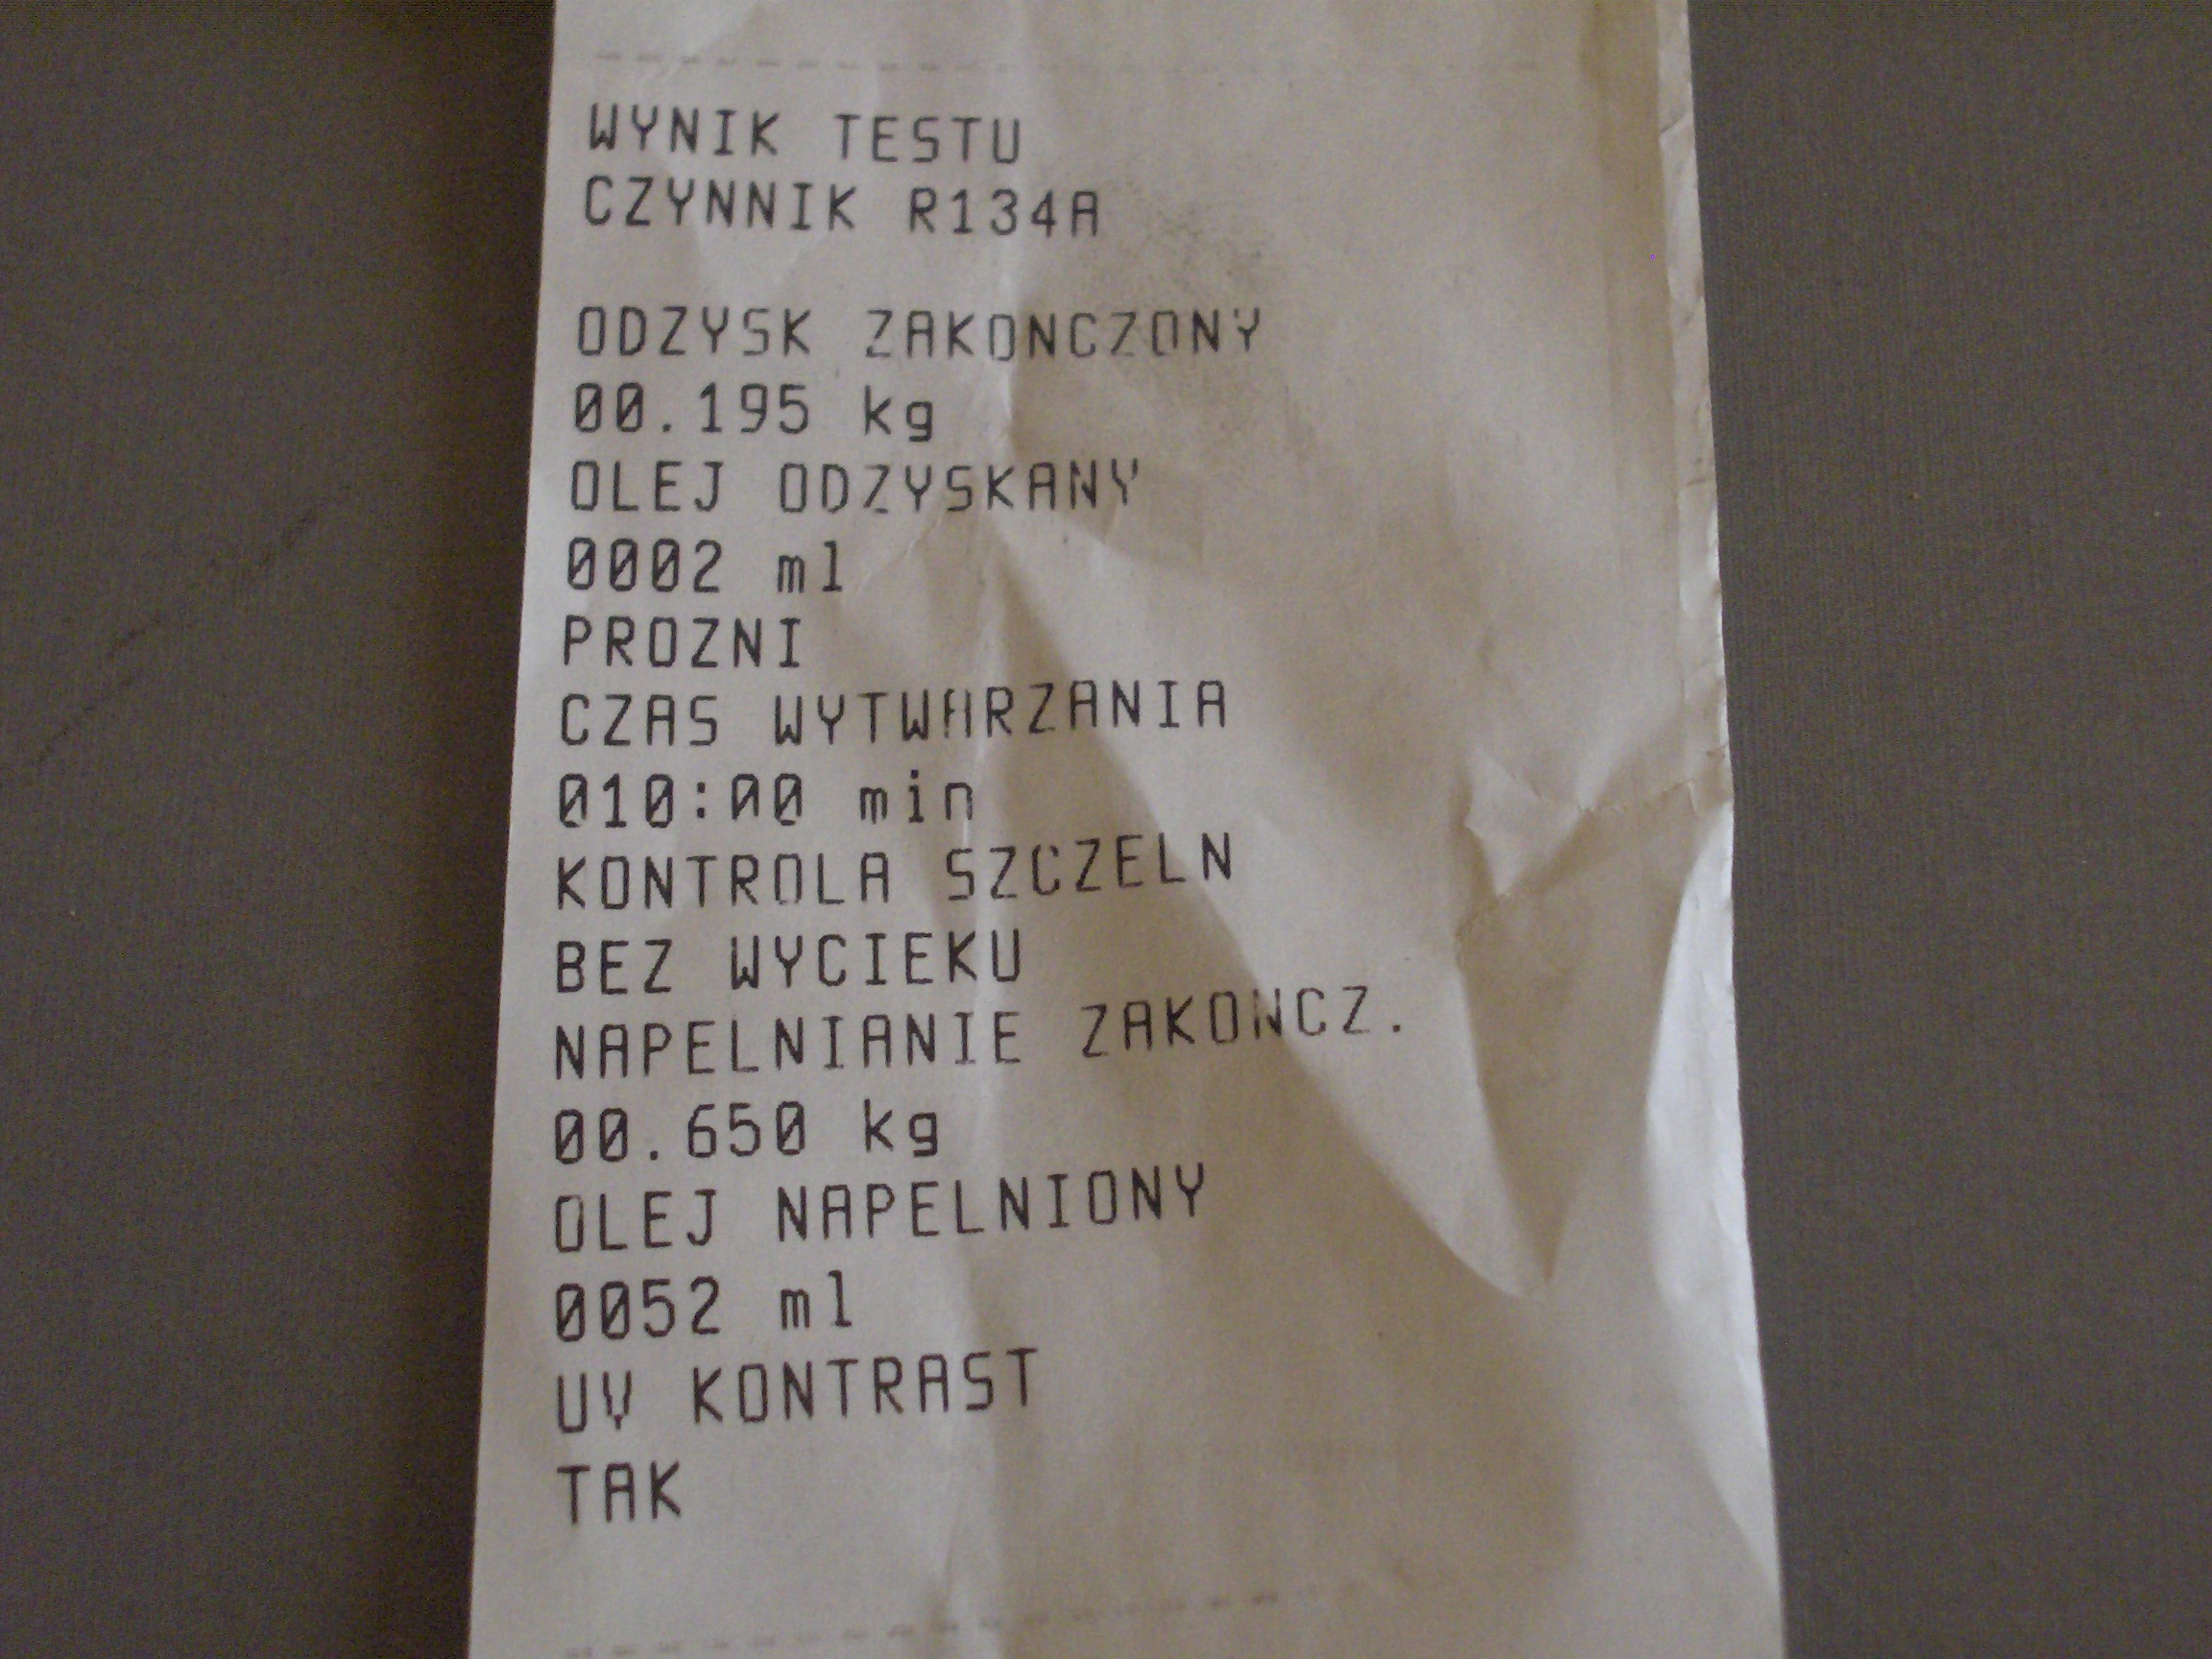 WYNIK TESTU
CZYNNIK R134A
ODZYSK ZAKONCZONY
00.195 kg
OLEJ ODZYSKANY
0002 ml
PROZNI
CZAS WYTWARZANIA
010:00 min
KONTROLA SZCZELN
BEZ WYCIEKU
NAPELNIANIE ZAKONCZ.
00.650 kg
OLEJ NAPELNIONY
0052 ml
UV KONTRAST
TAK